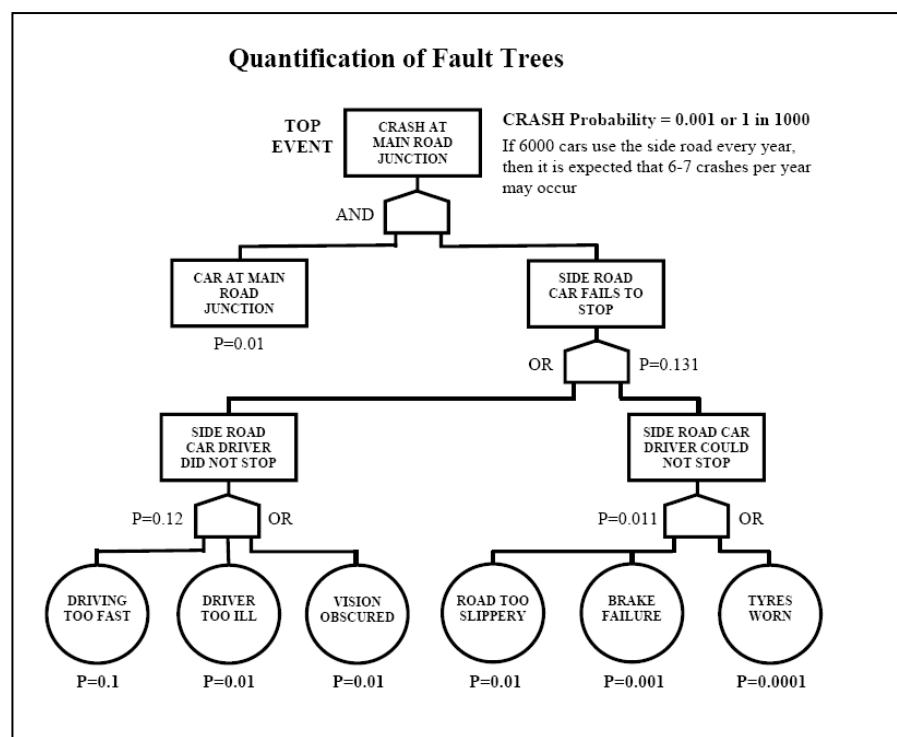 Quantification of Fault Trees
TOP
EVENT
CRASH AT
MAIN ROAD
JUNCTION
CRASH Probability = 0.001 or 1 in 1000
If 6000 cars use the side road every year,
then it is expected that 6-7 crashes per year
may occur
AND
CAR AT MAIN
ROAD
JUNCTION
P=0.01
SIDE ROAD
CAR FAILS TO
STOP
OR
P=0.131
SIDE ROAD
CAR DRIVER
DID NOT STOP
SIDE ROAD CAR
DRIVER COULD
NOT STOP
P=0.12
OR
P=0.011
OR
DRIVING
TOO FAST
DRIVER
TOO ILL
VISION
OBSCURED
ROAD TOO
SLIPPERY
BRAKE
FAILURE
TYRES
WORN
P=0.1
P=0.01
P=0.01
P=0.01
P=0.001
P=0.0001